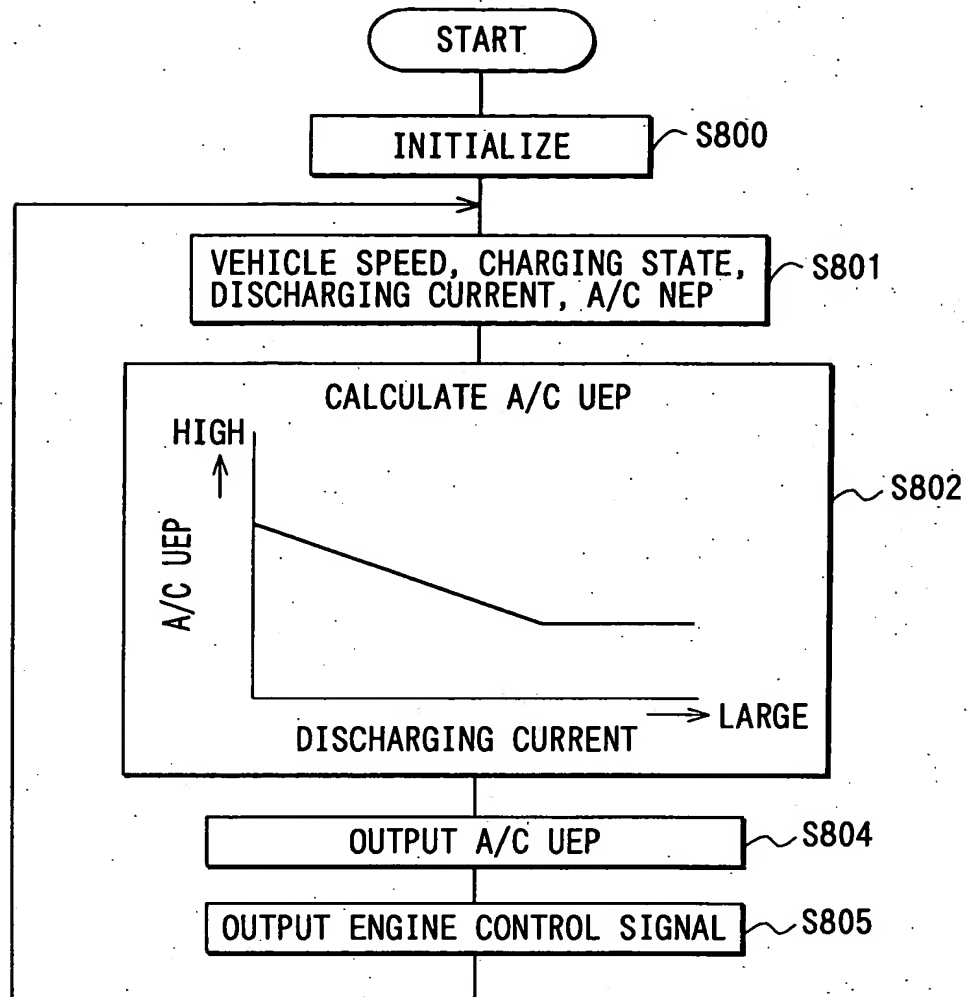 START
INITIALIZE
S800
VEHICLE SPEED, CHARGING STATE,
DISCHARGING CURRENT, A/C NEP
S801
CALCULATE A/C UEP
HIGH
A/C UEP
S802
LARGE
DISCHARGING CURRENT
OUTPUT A/C UEP
S804
OUTPUT ENGINE CONTROL SIGNAL
S805